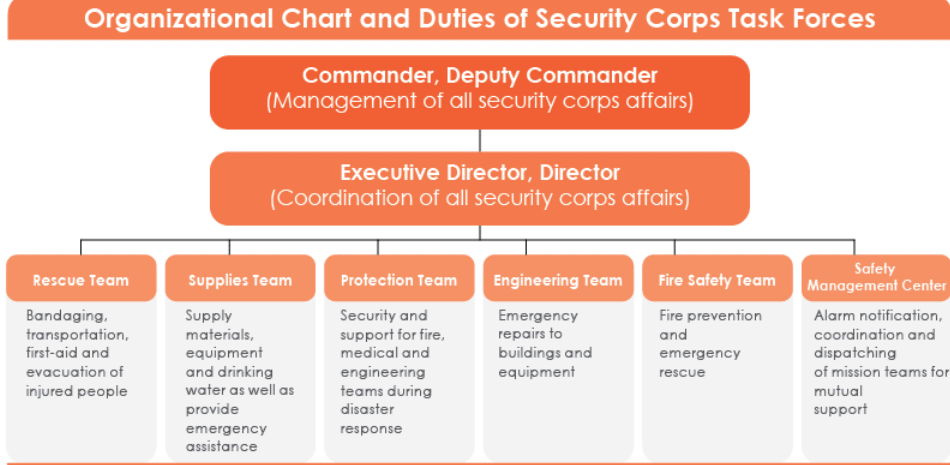 Organizational Chart and Duties of Security Corps Task Forces
Commander, Deputy Commander
(Management of all security corps affairs)
Executive Director, Director
(Coordination of all security corps affairs)
Rescue Team
Bandaging,
transportation,
first-aid and
evacuation of
injured people
Supplies Team
Supply
materials,
equipment
and drinking
water as well as
provide
emergency
assistance
Protection Team
Security and
support for fire,
medical and
engineering
teams during
disaster
response
Engineering Team
Emergency
repairs to
buildings and
equipment
Fire Safety Team
Fire prevention
and
emergency
rescue
Safety
Management Center
Alarm notification,
coordination and
dispatching
of mission teams for
mutual
support